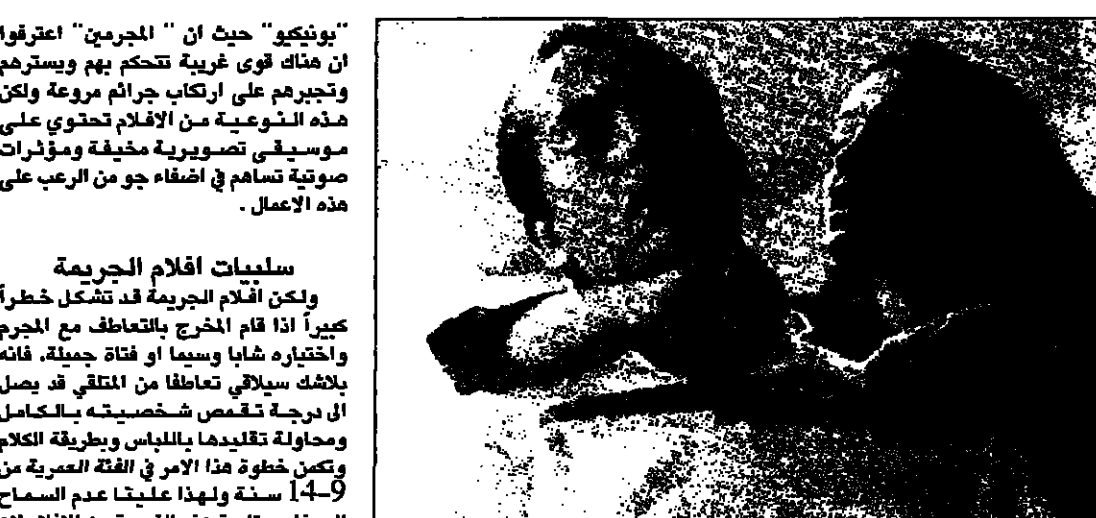 "بونيكيو" حيث ان " المجرمين" اعترفوا
ان هناك قوى غريبة تتحكم بهم ويسترهم
وتجبرهم على ارتكاب جرائم مروعة ولكن
هذه النوعية من الافلام تحتوي على
موسيقى تصويرية مخيفة ومؤثرات
صوتية تساهم في اضفاء جو من الرعب على
هذه الاعمال .
سلبيات افلام الجريمة
ولكن افلام الجريمة قد تشكل خطراً
كبيراً اذا قام المخرج بالتعاطف مع المجرم
واختياره شابا وسيما او فتاة جميلة، فانه
بلاشك سيلاقي تعاطفا من المتلقي قد يصل
الى درجة تقمص شخصيته بالكامل
ومحاولة تقليدها باللباس وبطريقة الكلام
وتكمن خطوة هذا الامر في الفئة العمرية من
9–14 سنة ولهذا علينا عدم السماح